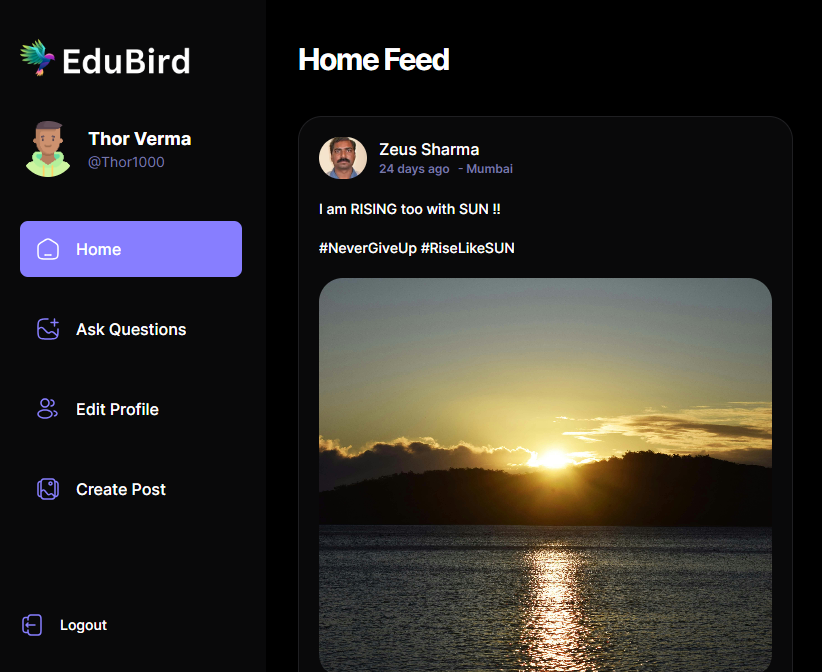 EduBird
Thor Verma
@Thor1000
Home
Ask Questions
Edit Profile
Create Post
Logout
Home Feed
Zeus Sharma
24 days ago - Mumbai
I am RISING too with SUN !!
#NeverGiveUp #RiseLikeSUN